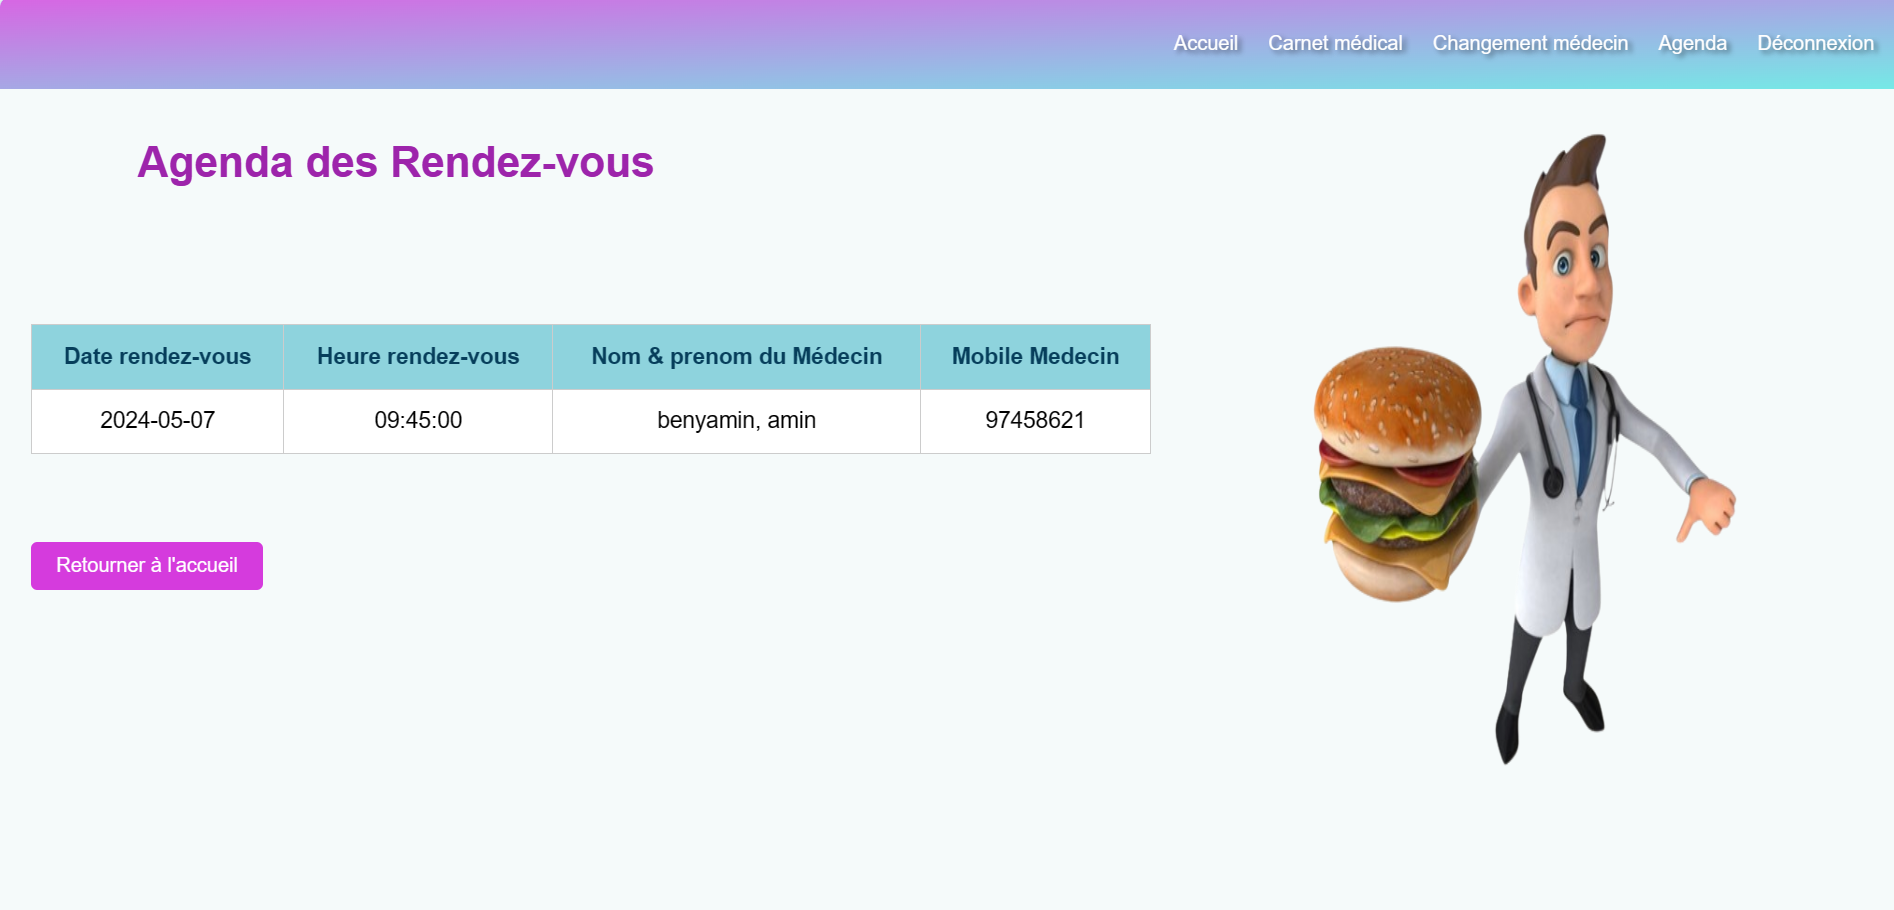 Accueil Carnet médical Changement médecin Agenda Déconnexion
Agenda des Rendez-vous
Date rendez-vous Heure rendez-vous Nom & prenom du Médecin Mobile Medecin
2024-05-07 09:45:00 benyamin, amin 97458621
Retourner à l'accueil